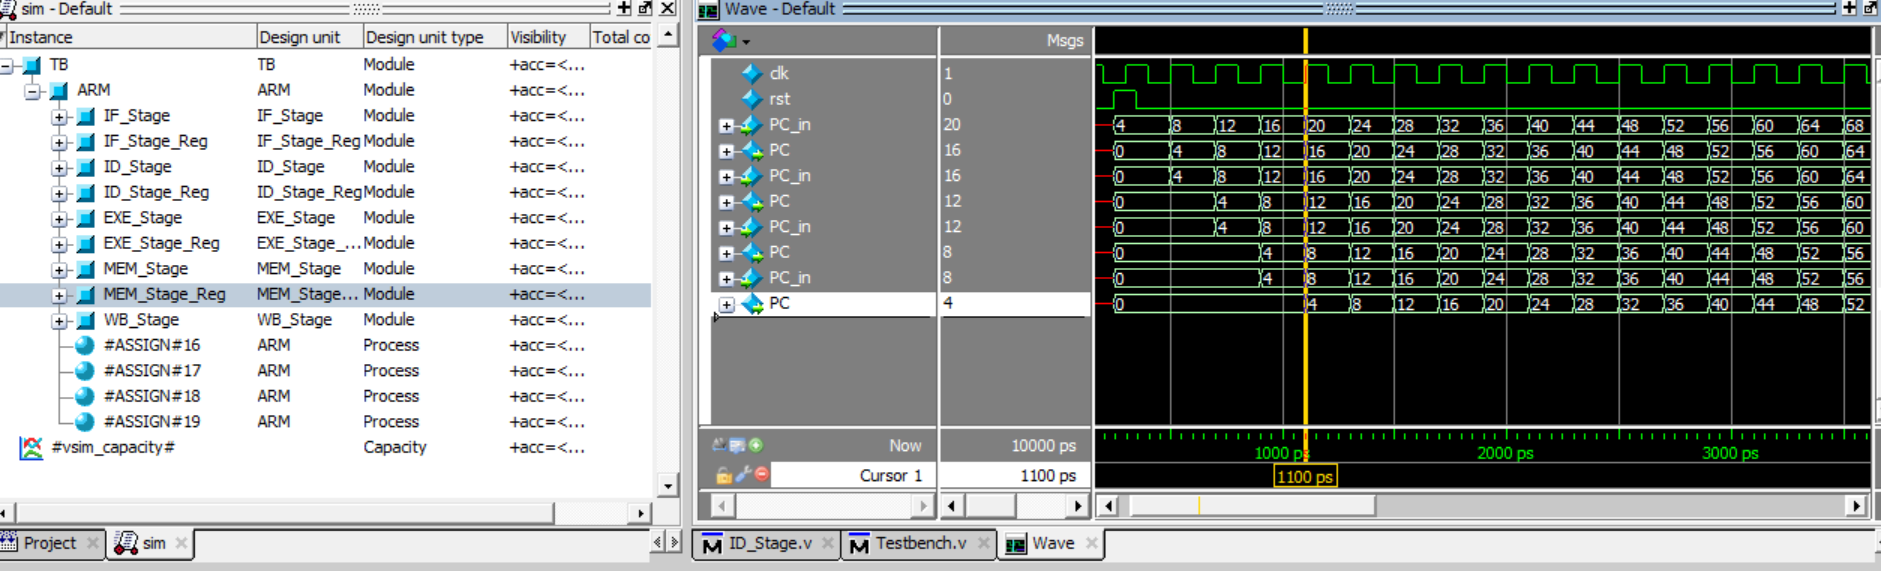 sim - Default
Instance Design unit Design unit type Visibility Total co
TB TB Module +acc=<...
ARM ARM Module +acc=<...
IF_Stage IF_Stage Module +acc=<...
IF_Stage_Reg IF_Stage_Reg Module +acc=<...
ID_Stage ID_Stage Module +acc=<...
ID_Stage_Reg ID_Stage_Reg Module +acc=<...
EXE_Stage EXE_Stage Module +acc=<...
EXE_Stage_Reg EXE_Stage_... Module +acc=<...
MEM_Stage MEM_Stage Module +acc=<...
MEM_Stage_Reg MEM_Stage... Module +acc=<...
WB_Stage WB_Stage Module +acc=<...
#ASSIGN#16 ARM Process +acc=<...
#ASSIGN#17 ARM Process +acc=<...
#ASSIGN#18 ARM Process +acc=<...
#ASSIGN#19 ARM Process +acc=<...
#vsim_capacity# Capacity +acc=<...
Project sim
Wave - Default
Msgs
clk 1
rst 0
PC_in 20 4 8 12 16 20 24 28 32 36 40 44 48 52 56 60 64 68
PC 16 0 4 8 12 16 20 24 28 32 36 40 44 48 52 56 60 64
PC_in 16 0 4 8 12 16 20 24 28 32 36 40 44 48 52 56 60 64
PC 12 0 4 8 12 16 20 24 28 32 36 40 44 48 52 56 60
PC_in 12 0 4 8 12 16 20 24 28 32 36 40 44 48 52 56 60
PC 8 0 4 8 12 16 20 24 28 32 36 40 44 48 52 56
PC_in 8 0 4 8 12 16 20 24 28 32 36 40 44 48 52 56
PC 4 0 4 8 12 16 20 24 28 32 36 40 44 48 52
Now 10000 ps 1000 ps 2000 ps 3000 ps
Cursor 1 1100 ps 1100 ps
ID_Stage.v Testbench.v Wave